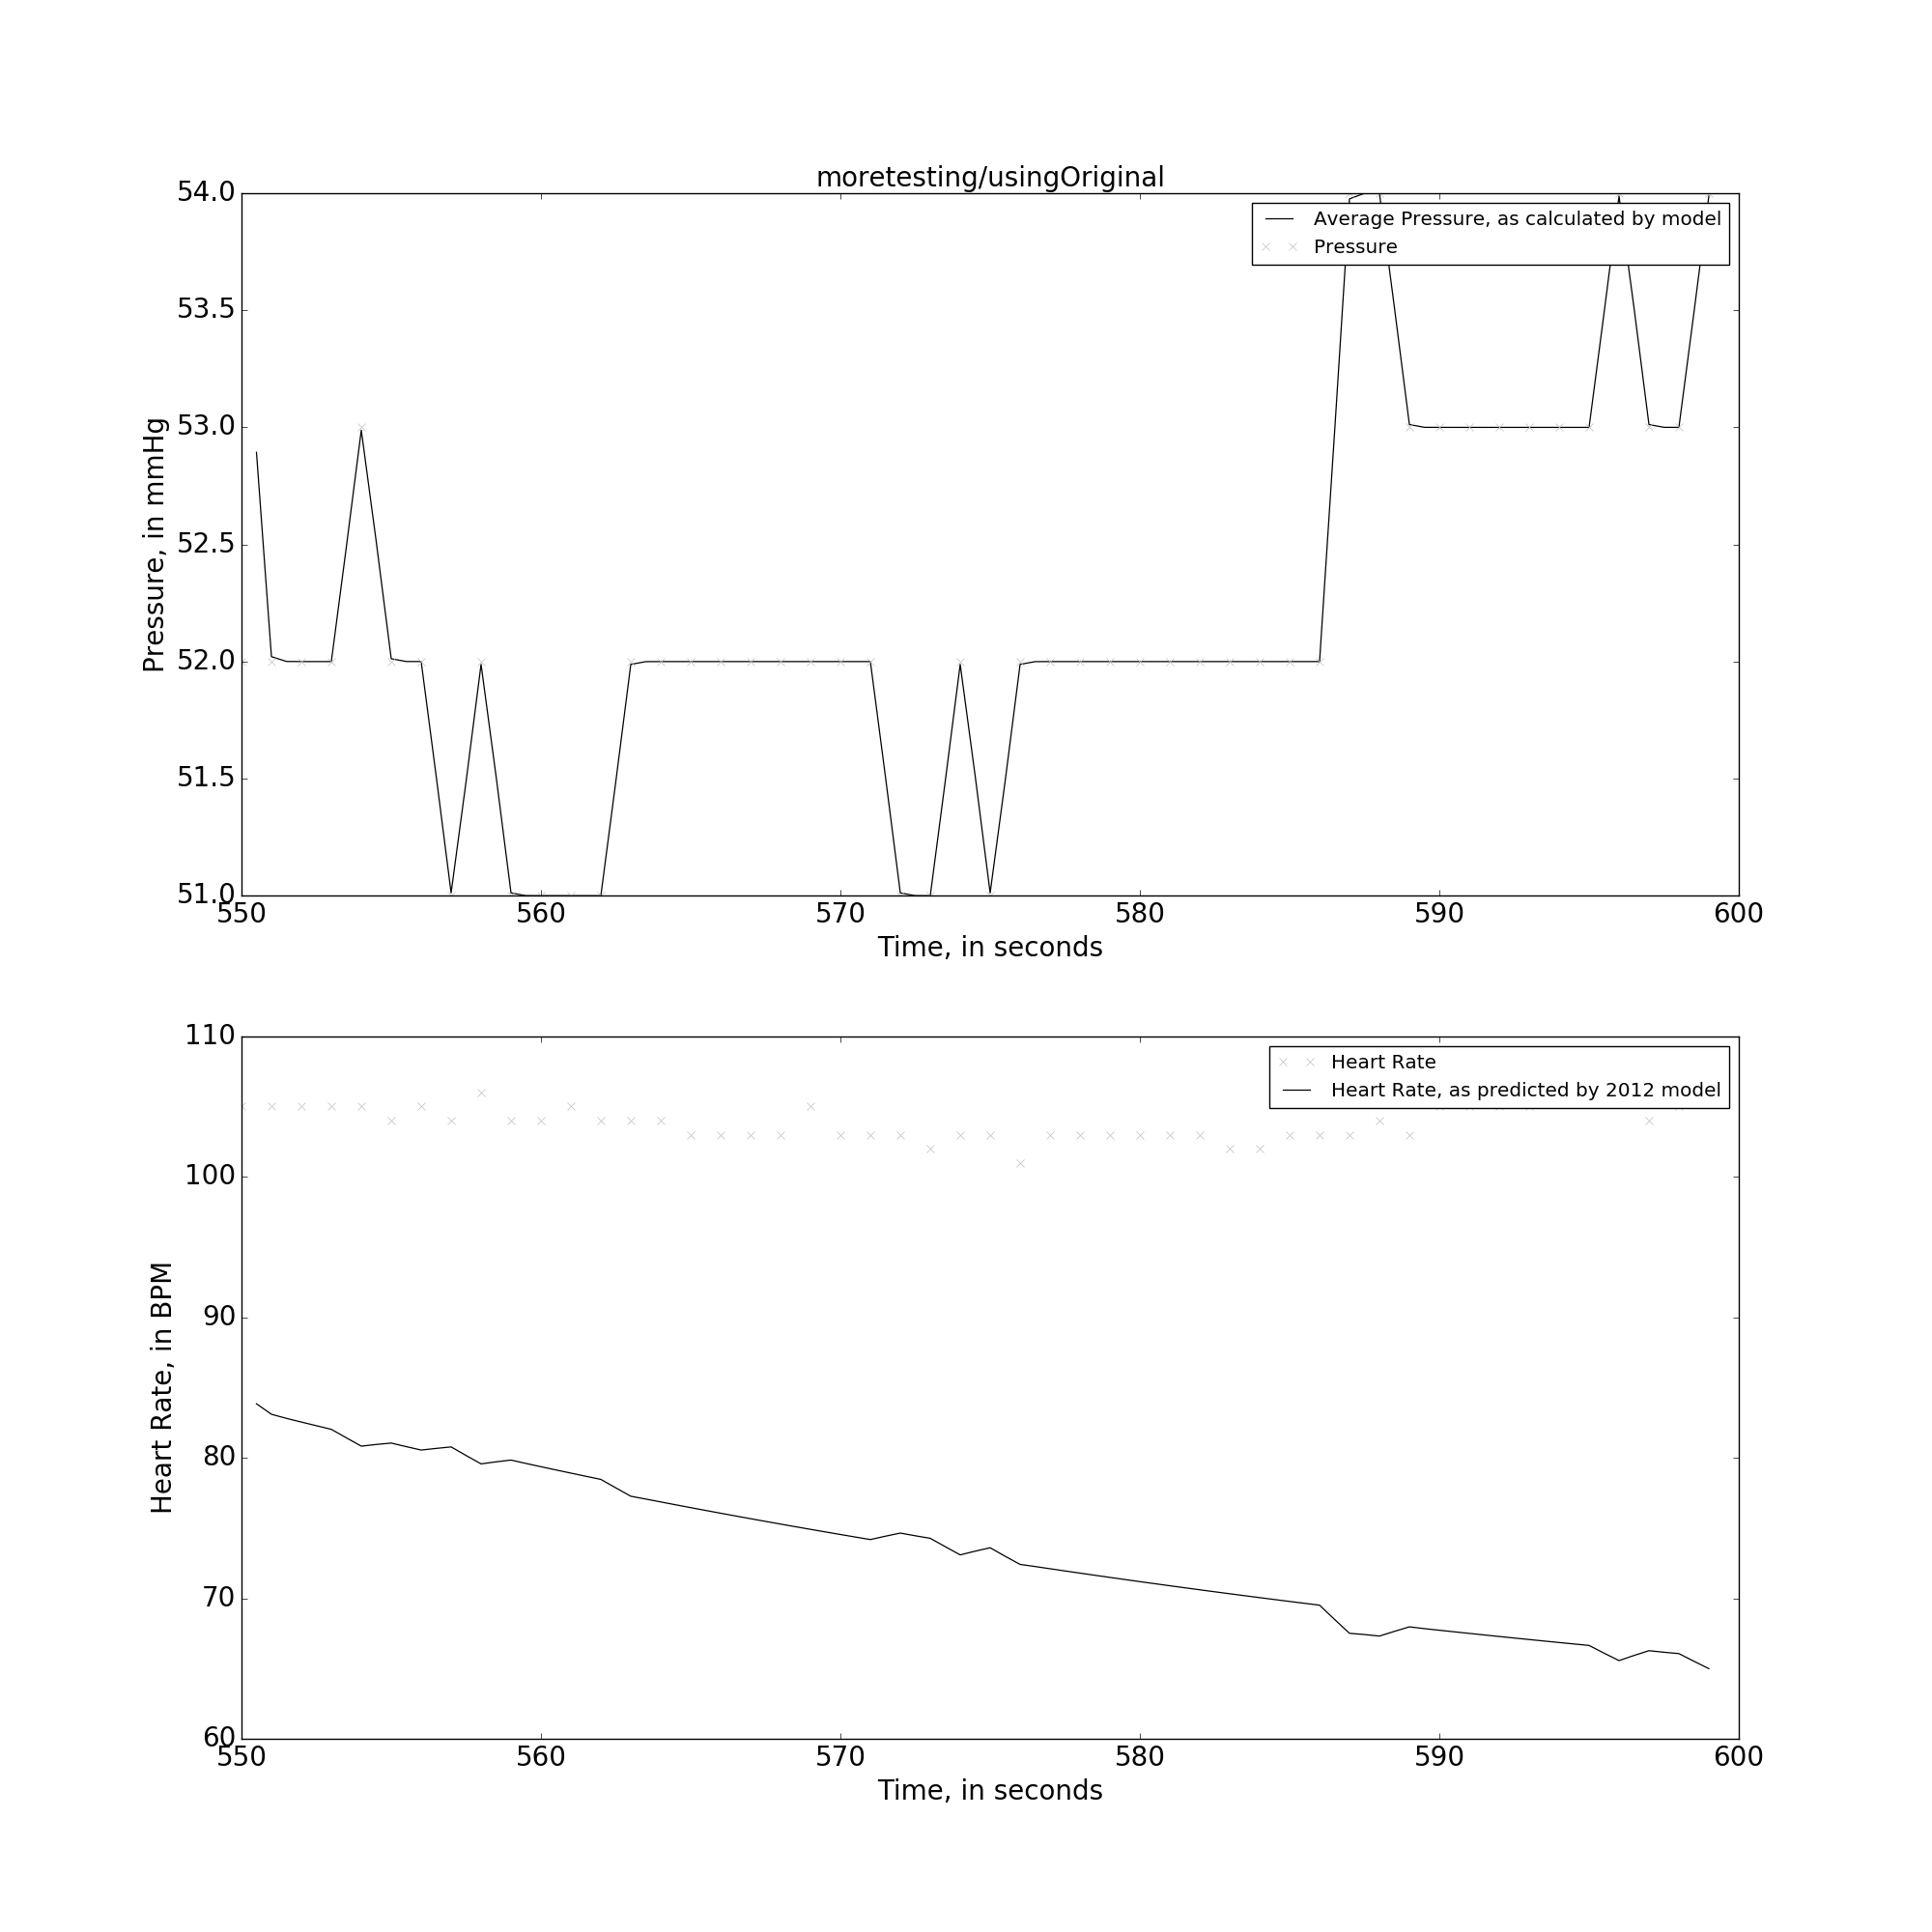 moretesting/usingOriginal
54.0
53.5
53.0
52.5
52.0
51.5
51.0
Pressure, in mmHg
Average Pressure, as calculated by model
Pressure
550 560 570 580 590 600
Time, in seconds
110
100
90
80
70
60
Heart Rate, in BPM
Heart Rate
Heart Rate, as predicted by 2012 model
550 560 570 580 590 600
Time, in seconds